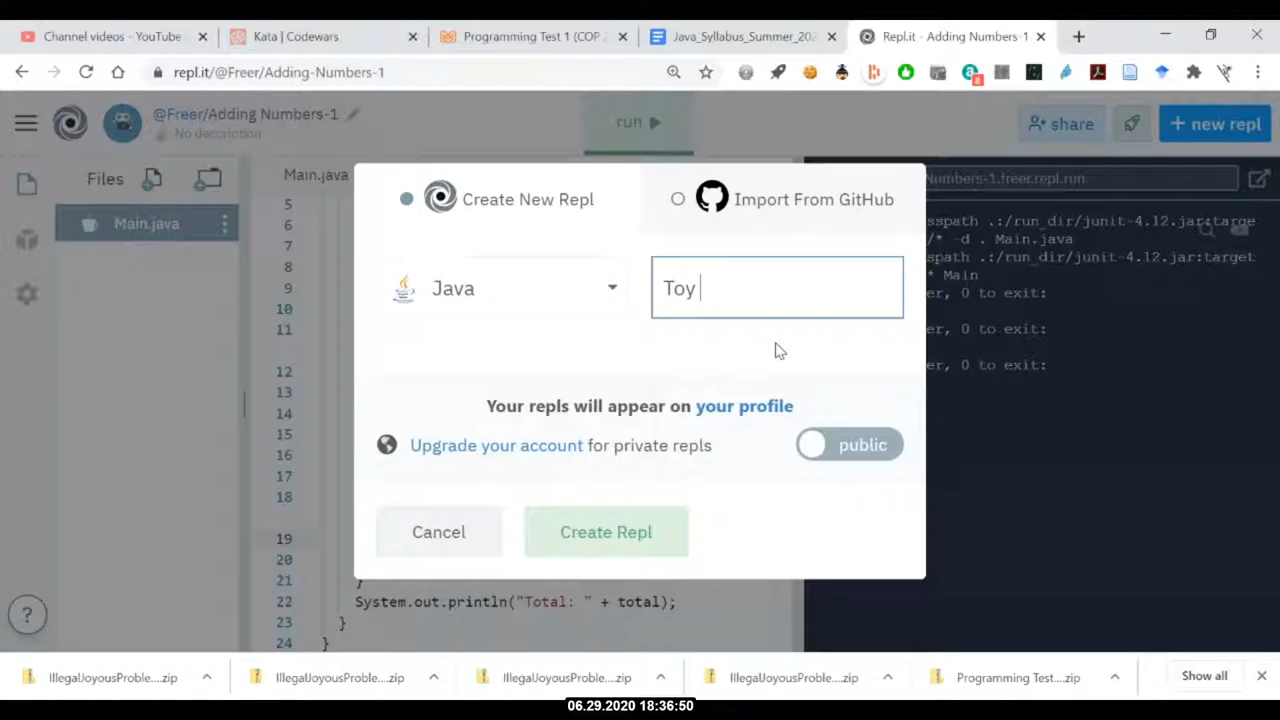 Channel videos - YouTube
Kata | Codewars
Programming Test 1 (COP
Java_Syllabus_Summer_202
Repl.it - Adding Numbers-1
repl.it/@Freer/Adding-Numbers-1
8
@Freer/Adding Numbers-1
No description
run
share
+ new repl
Files
Main.java
Main.java
Numbers-1.freer.repl.run
Create New Repl
Import From GitHub
Java
Toy
Your repls will appear on your profile
Upgrade your account for private repls
public
Cancel
Create Repl
5
6
7
8
9
10
11
12
13
14
15
16
17
18
19
20
21 }
22 System.out.println("Total: " + total);
23 }
24 }
sspath .:/run_dir/junit-4.12.jar:targe
/* -d . Main.java
spath .:/run_dir/junit-4.12.jar:target
* Main
er, 0 to exit:
er, 0 to exit:
er, 0 to exit:
?
IllegalJoyousProble....zip
IllegalJoyousProble....zip
IllegalJoyousProble....zip
IllegalJoyousProble....zip
Programming Test....zip
Show all
06.29.2020 18:36:50